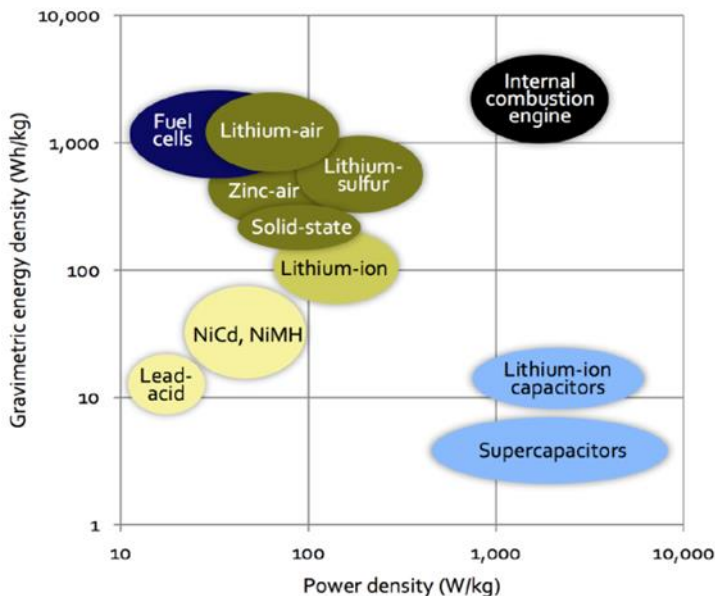 10,000
1,000
100
10
1
Gravimetric energy density (Wh/kg)
Fuel
cells
Lithium-air
Internal
combustion
engine
Lithium-
sulfur
Zinc-air
Solid-state
Lithium-ion
NiCd, NiMH
Lead-
acid
Lithium-ion
capacitors
Supercapacitors
10
100
1,000
10,000
Power density (W/kg)